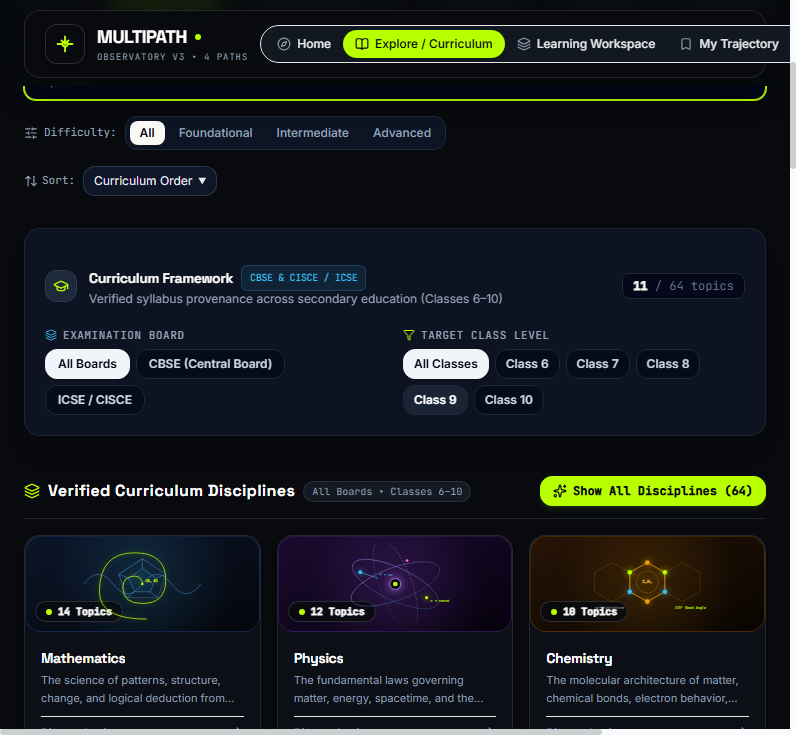 MULTIPATH
OBSERVATORY V3 • 4 PATHS
Home
Explore / Curriculum
Learning Workspace
My Trajectory
Difficulty:
All
Foundational
Intermediate
Advanced
Sort:
Curriculum Order ▼
Curriculum Framework
CBSE & CISCE / ICSE
Verified syllabus provenance across secondary education (Classes 6–10)
11 / 64 topics
EXAMINATION BOARD
All Boards
CBSE (Central Board)
ICSE / CISCE
TARGET CLASS LEVEL
All Classes
Class 6
Class 7
Class 8
Class 9
Class 10
Verified Curriculum Disciplines
All Boards • Classes 6–10
Show All Disciplines (64)
14 Topics
Mathematics
The science of patterns, structure,
change, and logical deduction from...
12 Topics
Physics
The fundamental laws governing
matter, energy, spacetime, and the...
10 Topics
Chemistry
The molecular architecture of matter,
chemical bonds, electron behavior,...